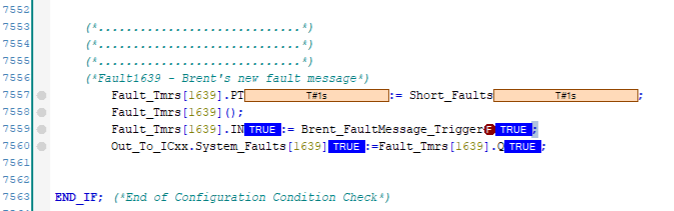 7552
7553 (*............................*)
7554 (*............................*)
7555 (*............................*)
7556 (*Fault1639 - Brent's new fault message*)
7557 Fault_Tmrs[1639].PT T#1s := Short_Faults T#1s ;
7558 Fault_Tmrs[1639]();
7559 Fault_Tmrs[1639].IN TRUE := Brent_FaultMessage_Trigger F TRUE ;
7560 Out_To_ICxx.System_Faults[1639] TRUE :=Fault_Tmrs[1639].Q TRUE ;
7561
7562
7563 END_IF; (*End of Configuration Condition Check*)